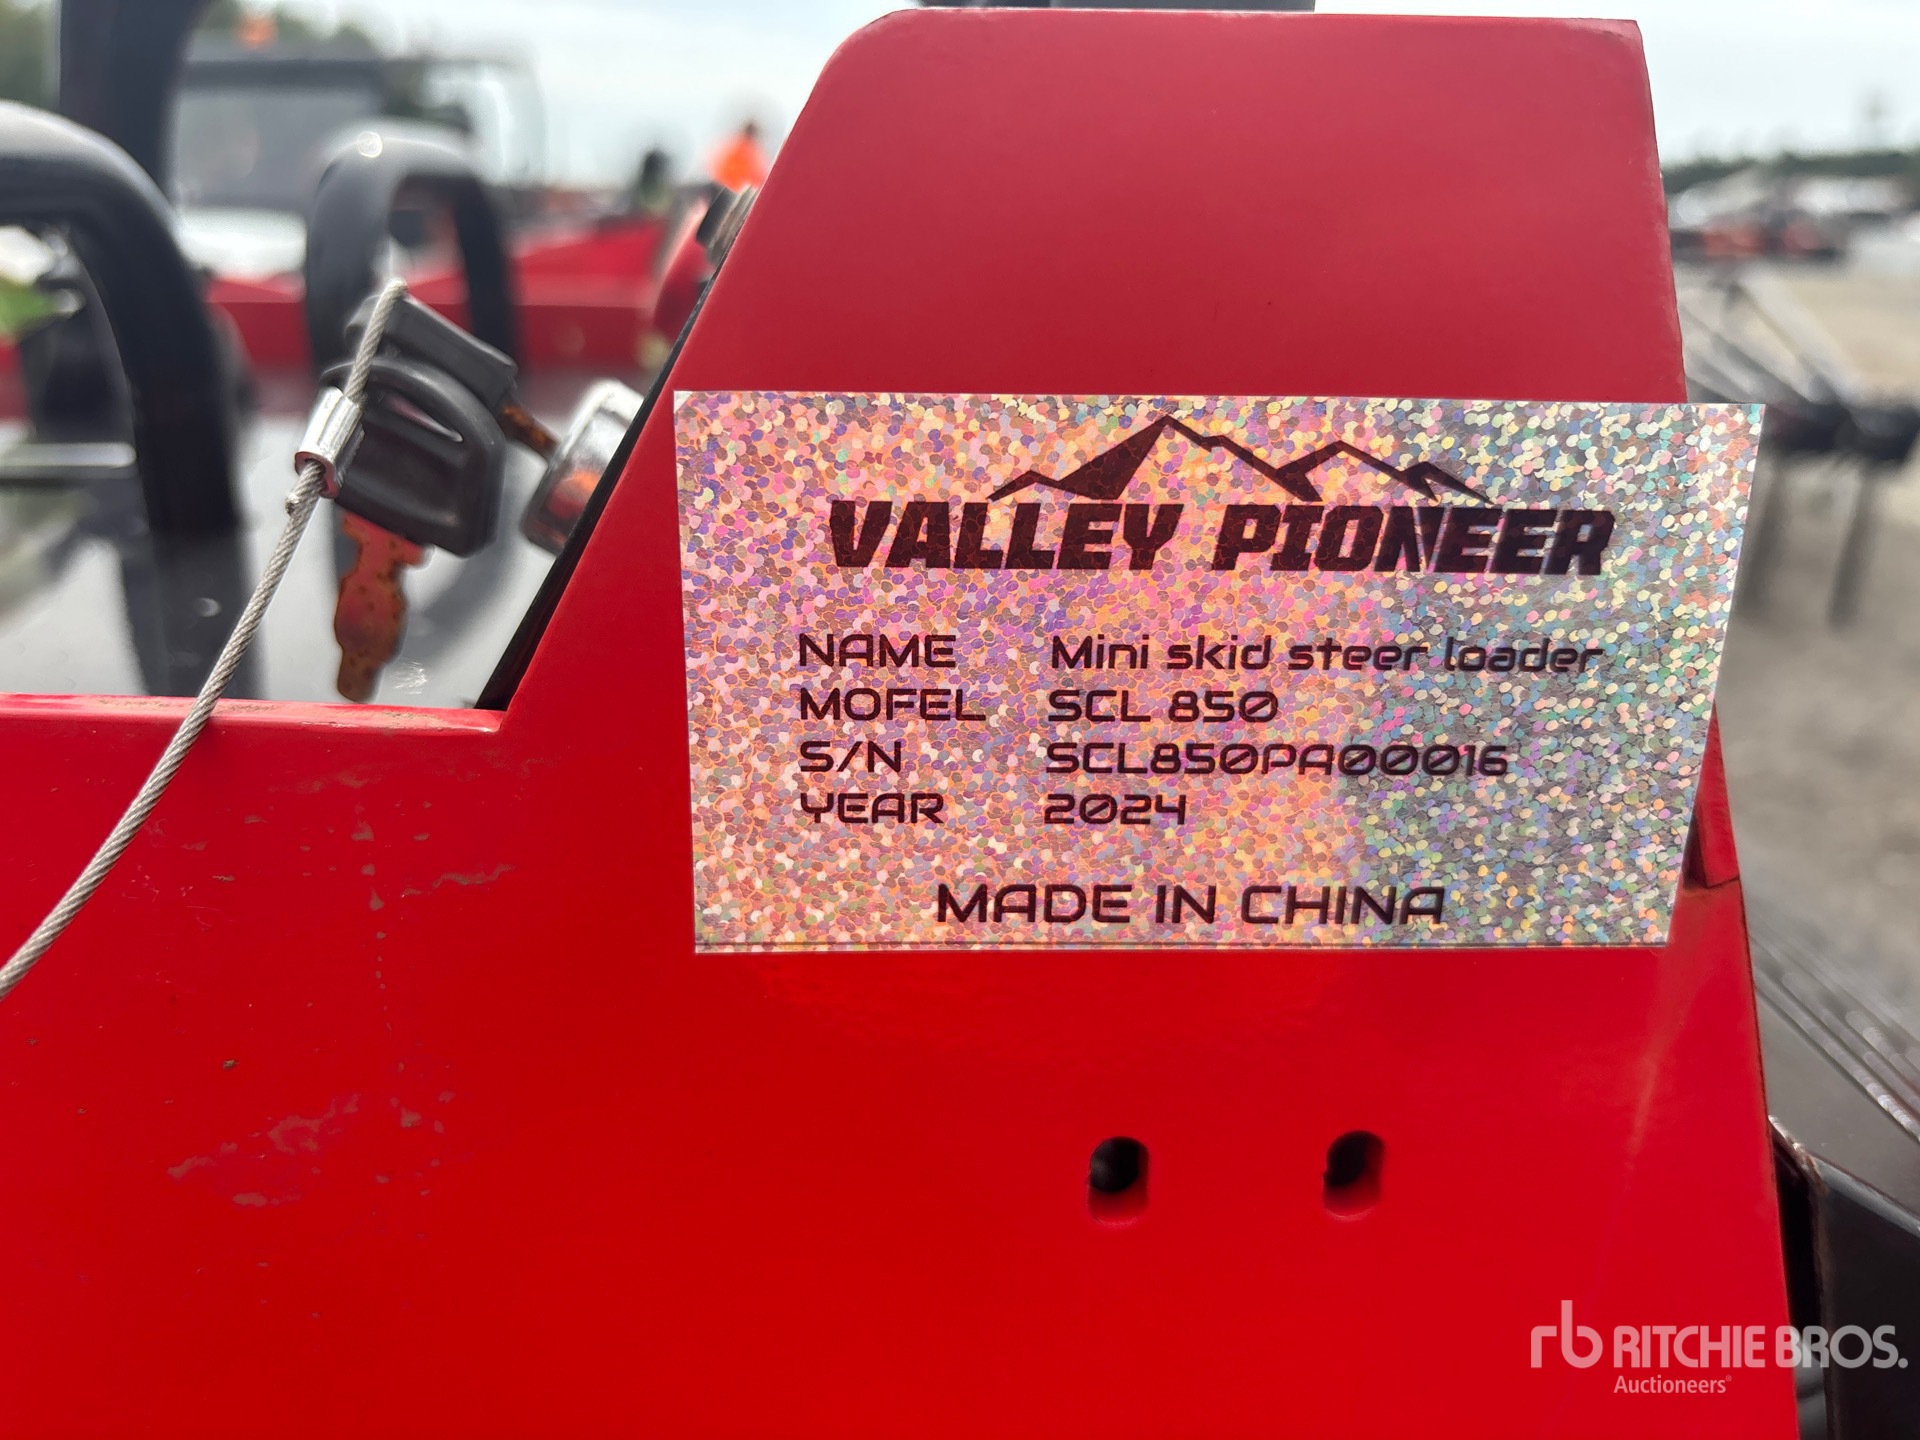 VALLEY PIONEER
NAME Mini skid steer loader
MOFEL SCL 850
S/N SCL850PA00016
YEAR 2024
MADE IN CHINA
rb RITCHIE BROS.
Auctioneers®